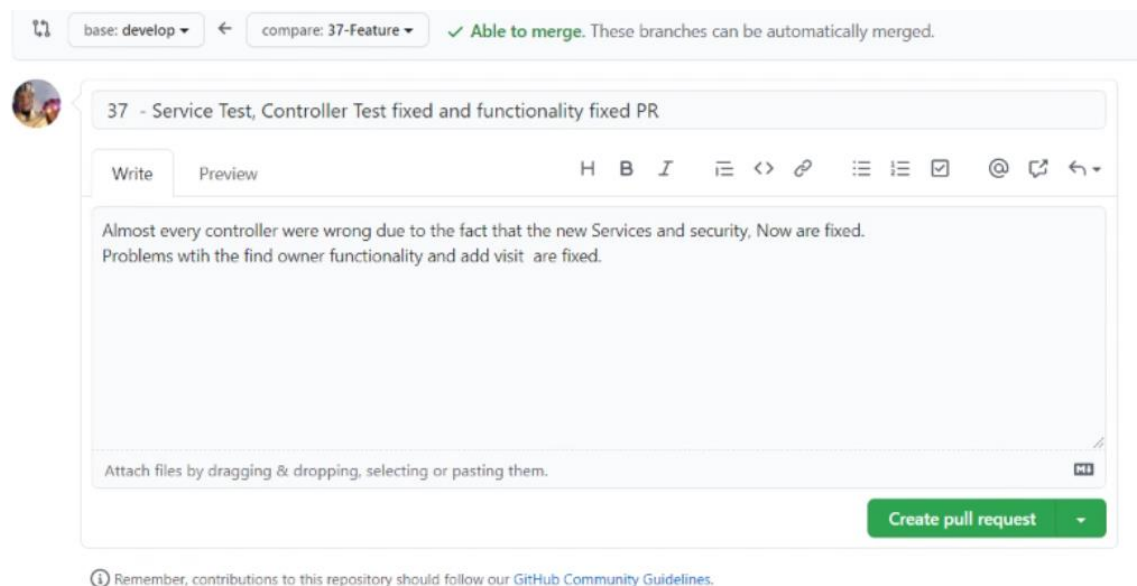 base: develop compare: 37-Feature Able to merge. These branches can be automatically merged.
37 - Service Test, Controller Test fixed and functionality fixed PR
Write Preview
Almost every controller were wrong due to the fact that the new Services and security, Now are fixed.
Problems wtih the find owner functionality and add visit are fixed.
Attach files by dragging & dropping, selecting or pasting them.
Create pull request
Remember, contributions to this repository should follow our GitHub Community Guidelines.